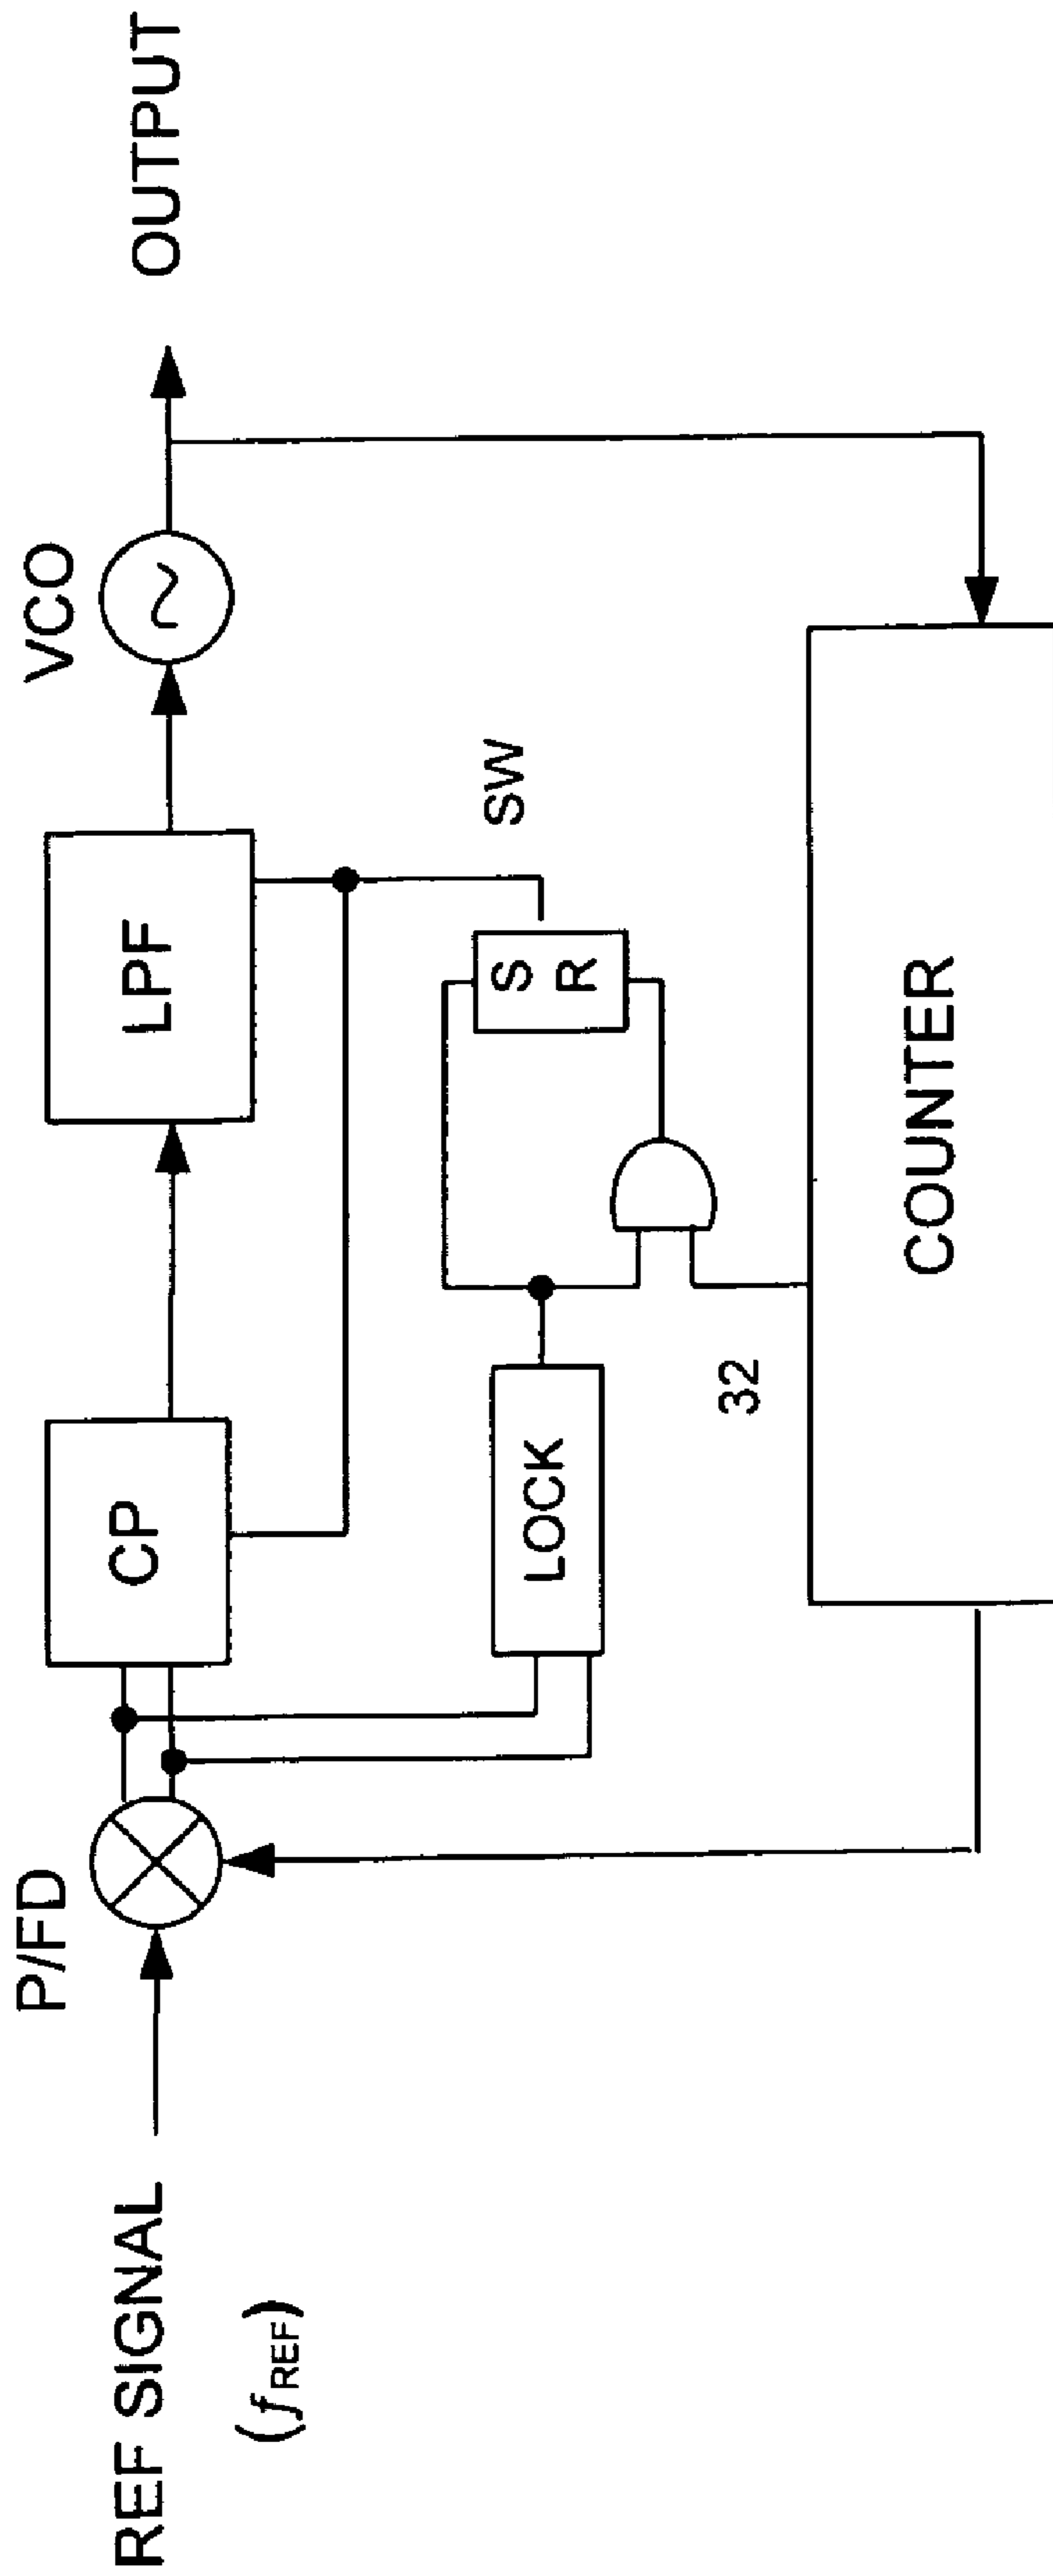 REF SIGNAL
(fREF)
P/FD
CP
LPF
VCO
OUTPUT
LOCK
S
R
SW
32
COUNTER